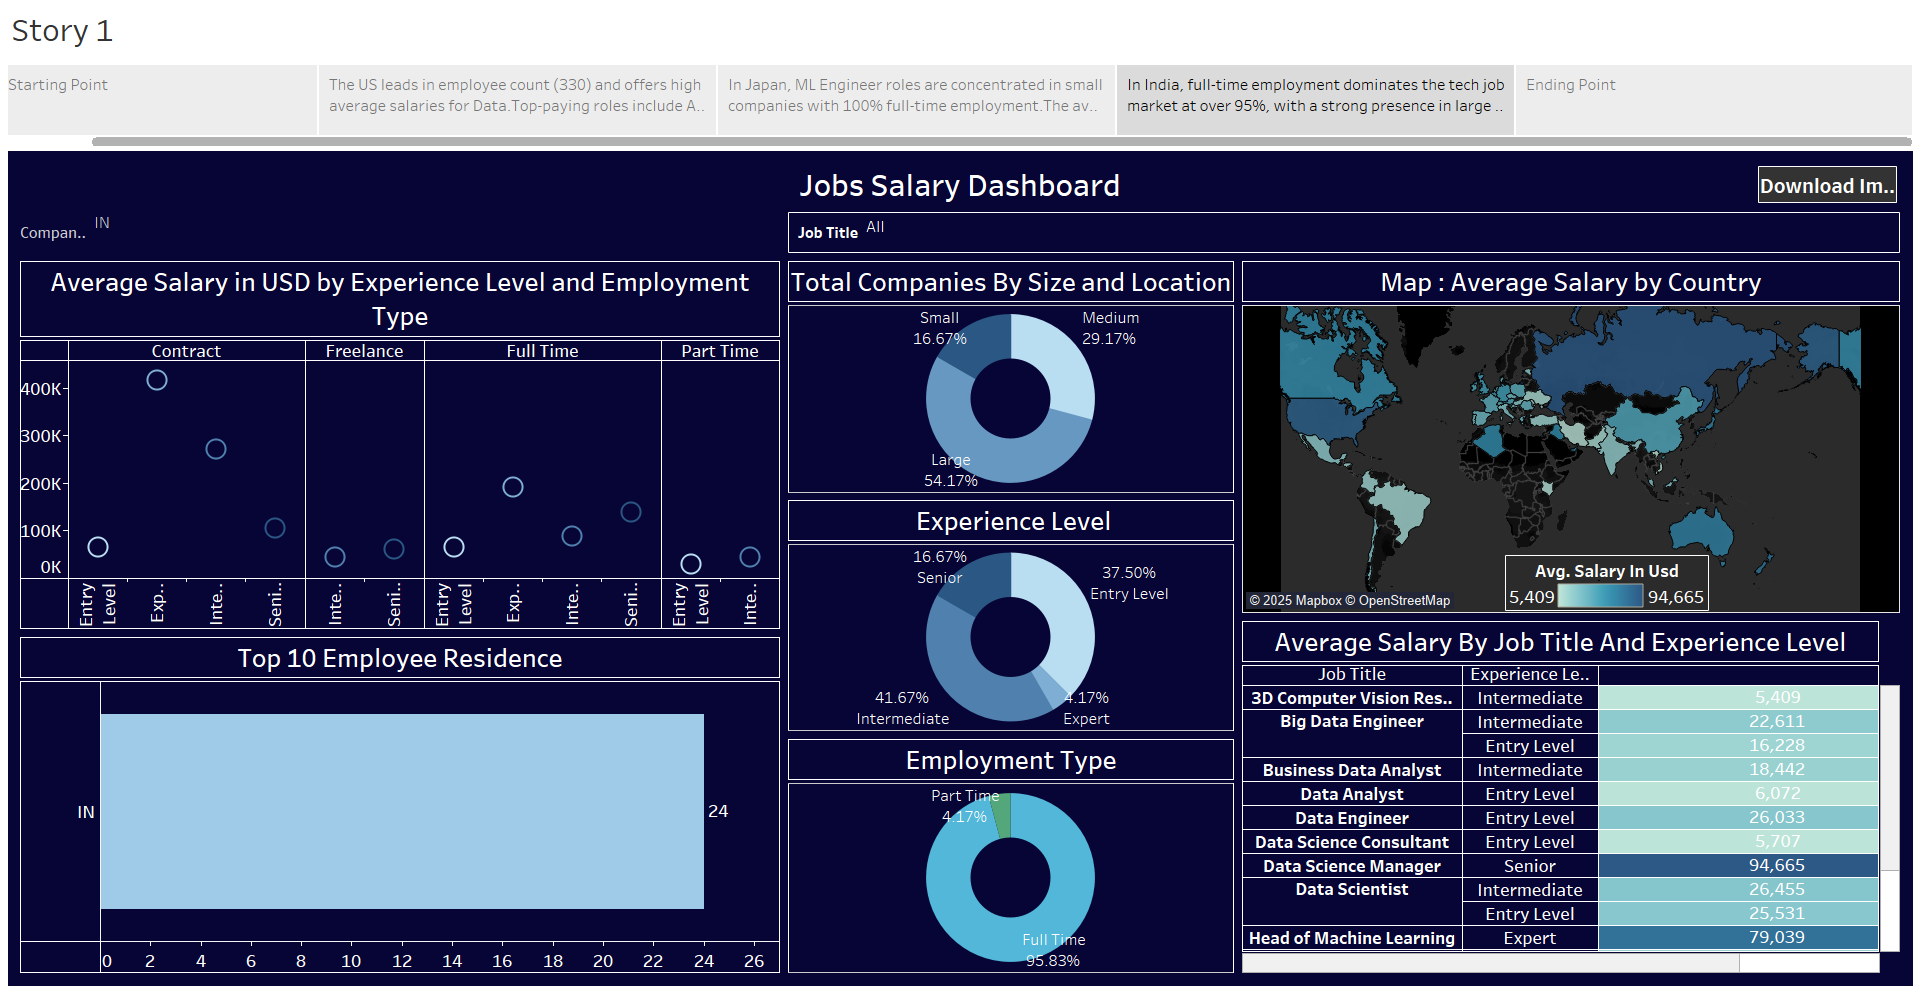 Story 1
Starting Point
The US leads in employee count (330) and offers high
average salaries for Data.Top-paying roles include A..
In Japan, ML Engineer roles are concentrated in small
companies with 100% full-time employment.The av..
In India, full-time employment dominates the tech job
market at over 95%, with a strong presence in large ..
Ending Point
Jobs Salary Dashboard
Download Im..
Compan.. IN
Job Title All
Average Salary in USD by Experience Level and Employment
Type
Contract Freelance Full Time Part Time
400K
300K
200K
100K
0K
Entry Level Exp.. Inte.. Seni.. Inte.. Seni.. Entry Level Exp.. Inte.. Seni.. Entry Level Inte..
Top 10 Employee Residence
IN 24
0 2 4 6 8 10 12 14 16 18 20 22 24 26
Total Companies By Size and Location
Small
16.67%
Medium
29.17%
Large
54.17%
Experience Level
16.67%
Senior
37.50%
Entry Level
41.67%
Intermediate
4.17%
Expert
Employment Type
Part Time
4.17%
Full Time
95.83%
Map : Average Salary by Country
© 2025 Mapbox © OpenStreetMap
Avg. Salary In Usd
5,409 94,665
Average Salary By Job Title And Experience Level
Job Title Experience Le..
3D Computer Vision Res.. Intermediate 5,409
Big Data Engineer Intermediate 22,611
Entry Level 16,228
Business Data Analyst Intermediate 18,442
Data Analyst Entry Level 6,072
Data Engineer Entry Level 26,033
Data Science Consultant Entry Level 5,707
Data Science Manager Senior 94,665
Data Scientist Intermediate 26,455
Entry Level 25,531
Head of Machine Learning Expert 79,039